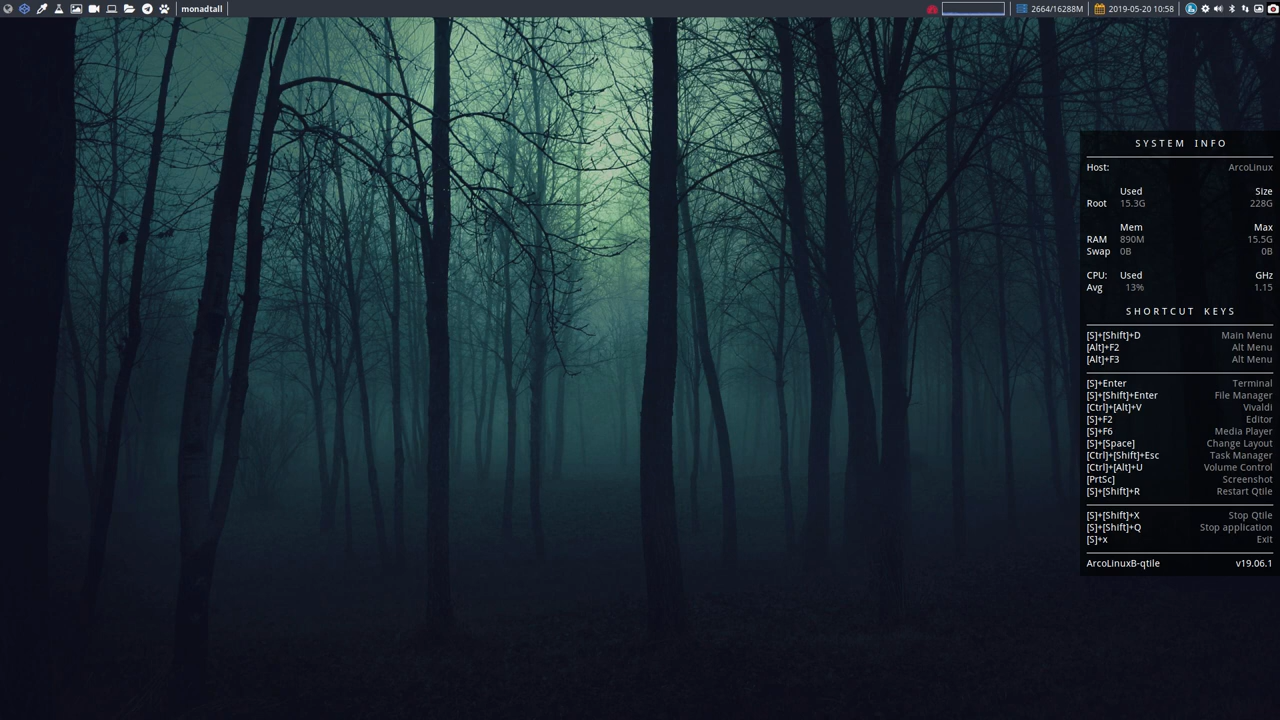 monadtall
2664/16288M
2019-05-20 10:58
SYSTEM INFO
Host: ArcoLinux
Used Size
Root 15.3G 228G
Mem Max
RAM 890M 15.5G
Swap 0B 0B
CPU: Used GHz
Avg 13% 1.15
SHORTCUT KEYS
[S]+[Shift]+D Main Menu
[Alt]+F2 Alt Menu
[Alt]+F3 Alt Menu
[S]+Enter Terminal
[S]+[Shift]+Enter File Manager
[Ctrl]+[Alt]+V Vivaldi
[S]+F2 Editor
[S]+F6 Media Player
[S]+[Space] Change Layout
[Ctrl]+[Shift]+Esc Task Manager
[Ctrl]+[Alt]+U Volume Control
[PrtSc] Screenshot
[S]+[Shift]+R Restart Qtile
[S]+[Shift]+X Stop Qtile
[S]+[Shift]+Q Stop application
[S]+x Exit
ArcoLinuxB-qtile v19.06.1